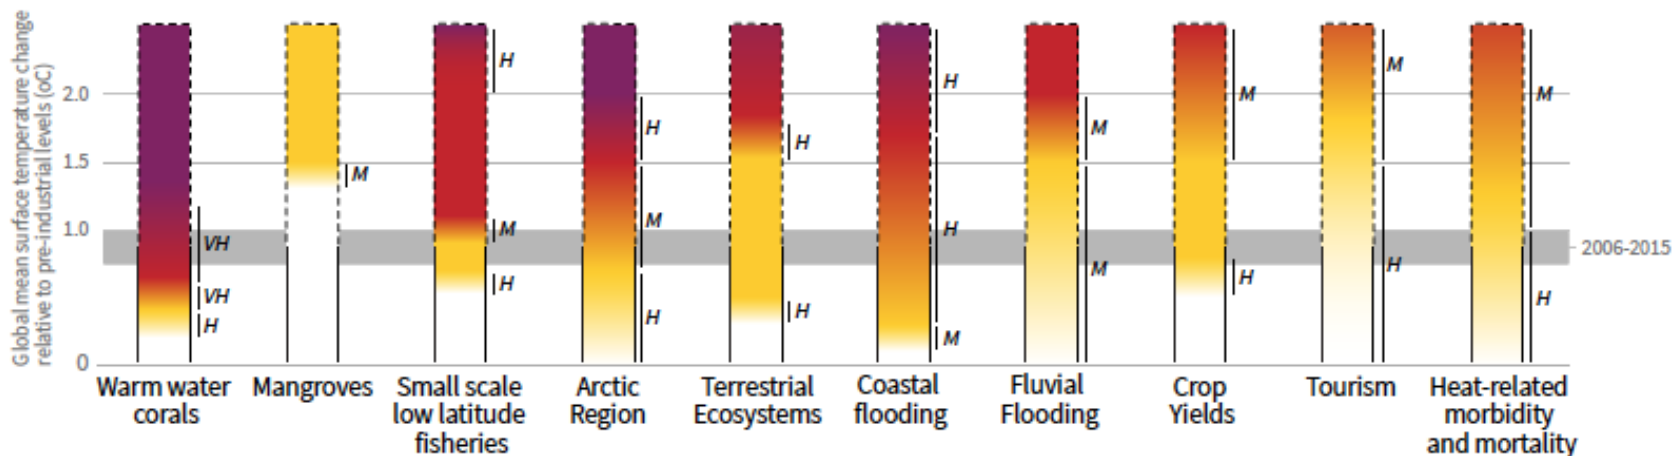 Global mean surface temperature change
relative to pre-industrial levels (oC)
2.0
1.5
1.0
0
VH
VH
H
M
H
M
H
H
M
H
H
H
H
H
M
M
M
M
H
M
H
M
H
2006-2015
Warm water
corals
Mangroves
Small scale
low latitude
fisheries
Arctic
Region
Terrestrial
Ecosystems
Coastal
flooding
Fluvial
Flooding
Crop
Yields
Tourism
Heat-related
morbidity
and mortality